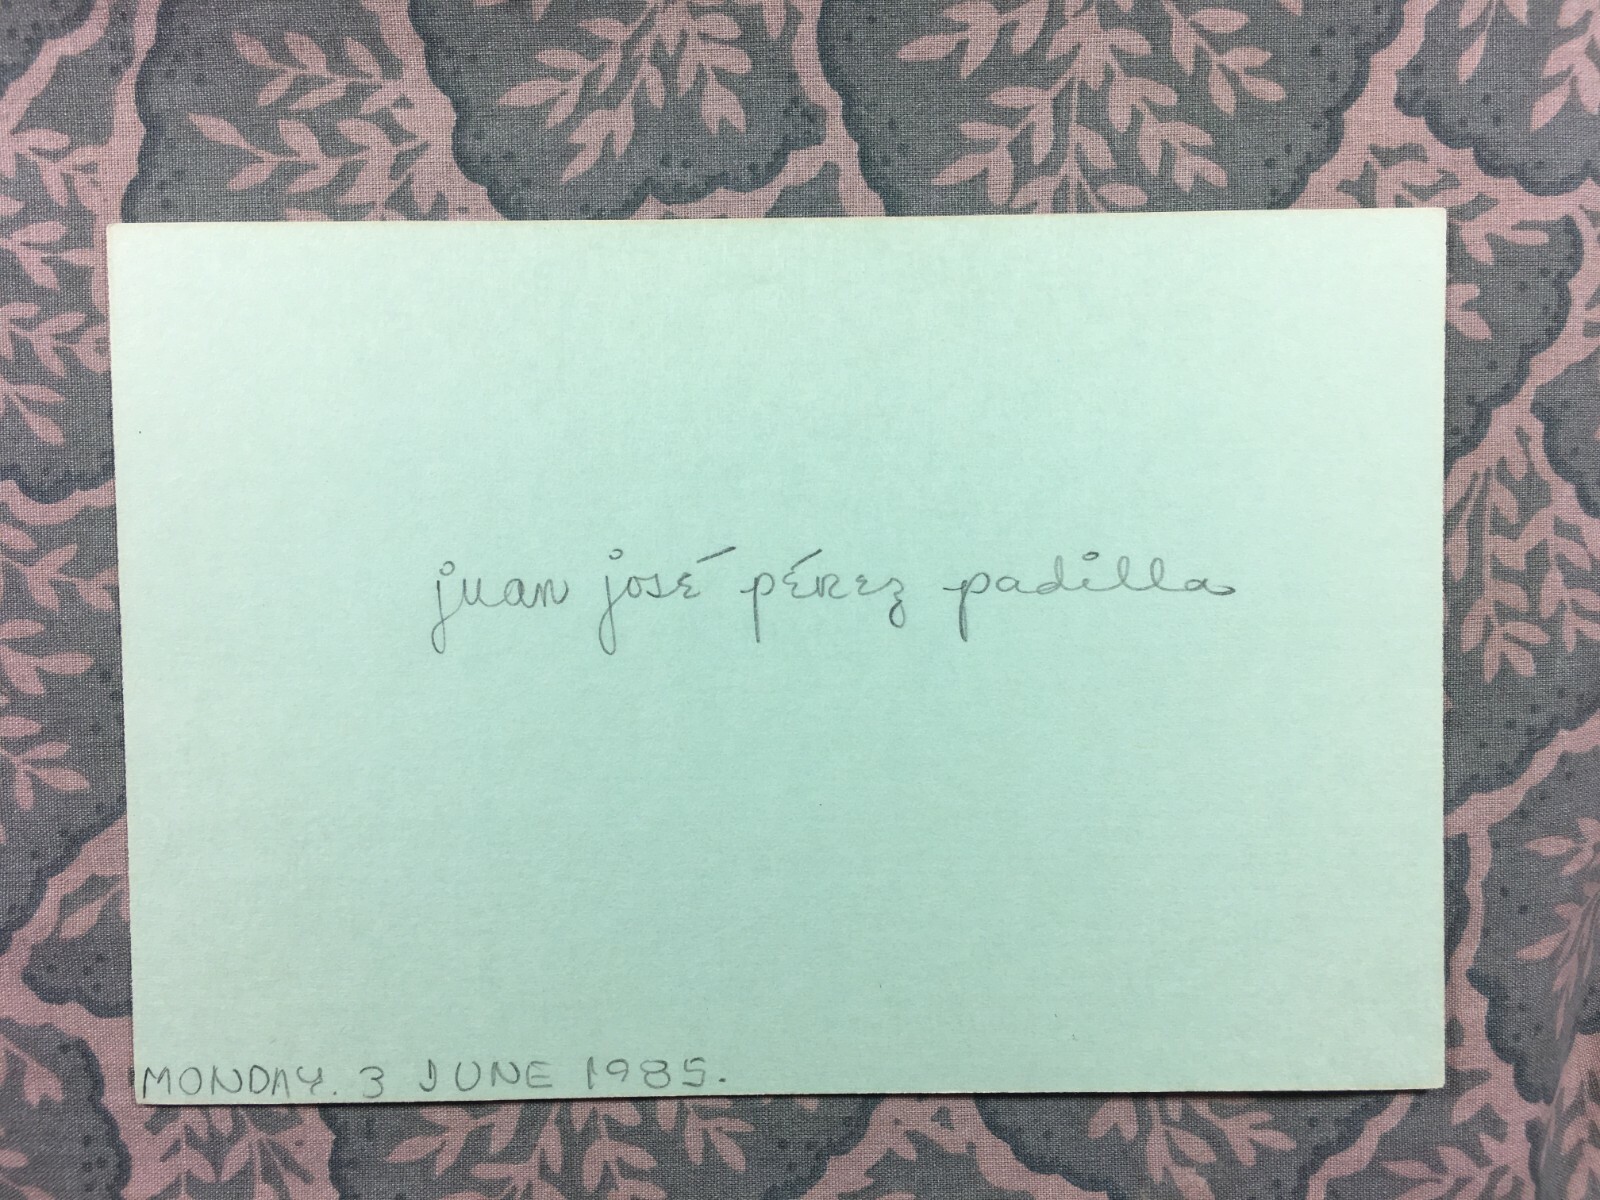 juan josé pérez padilla
MONDAY. 3 JUNE 1985.